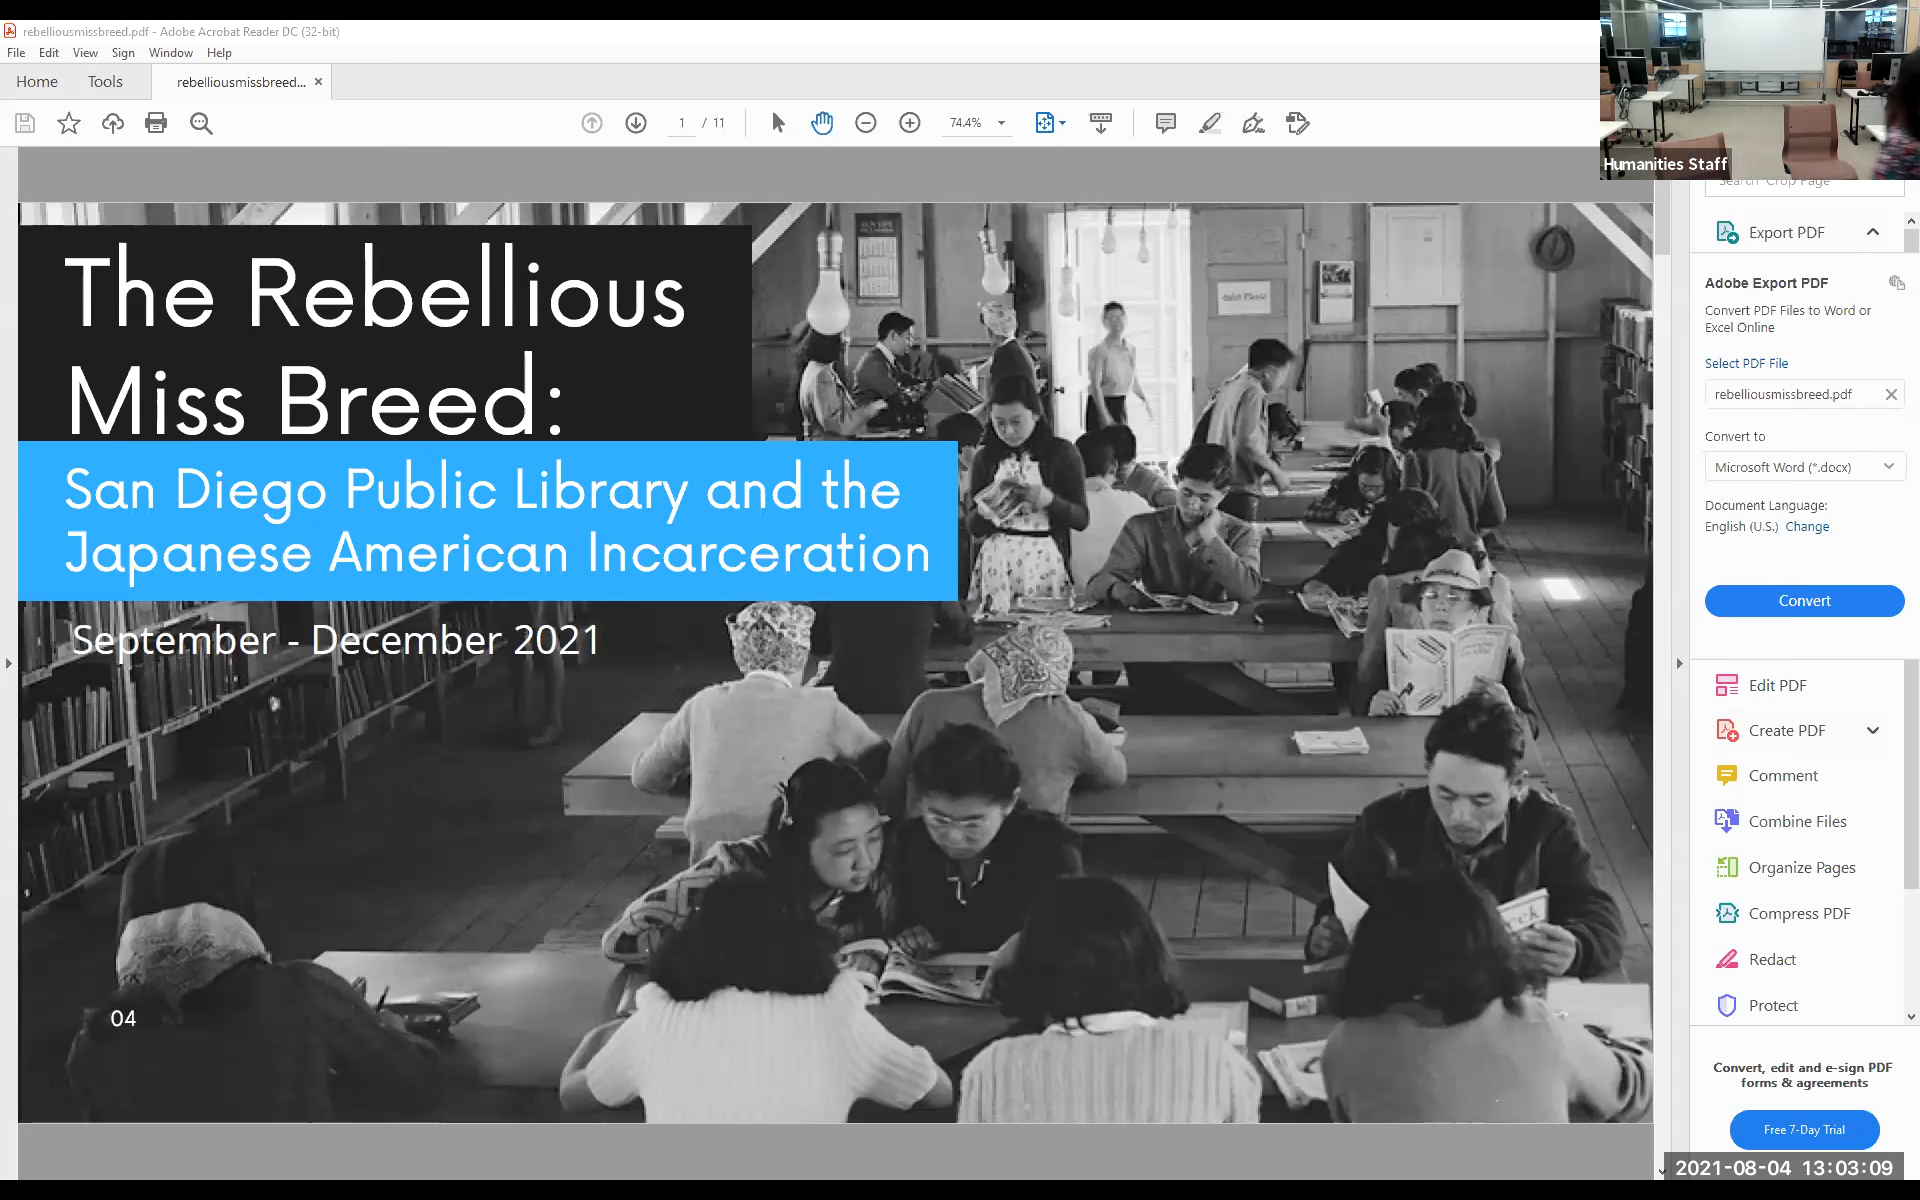 rebelliousmissbreed.pdf - Adobe Acrobat Reader DC (32-bit)
File Edit View Sign Window Help
Home Tools rebelliousmissbreed... ×
1 / 11 74.4%
Humanities Staff
Search 'Crop Page'
Export PDF
Adobe Export PDF
Convert PDF Files to Word or
Excel Online
Select PDF File
rebelliousmissbreed.pdf
Convert to
Microsoft Word (*.docx)
Document Language:
English (U.S.) Change
Convert
Edit PDF
Create PDF
Comment
Combine Files
Organize Pages
Compress PDF
Redact
Protect
Convert, edit and e-sign PDF
forms & agreements
Free 7-Day Trial
The Rebellious
Miss Breed:
San Diego Public Library and the
Japanese American Incarceration
September - December 2021
04
2021-08-04 13:03:09